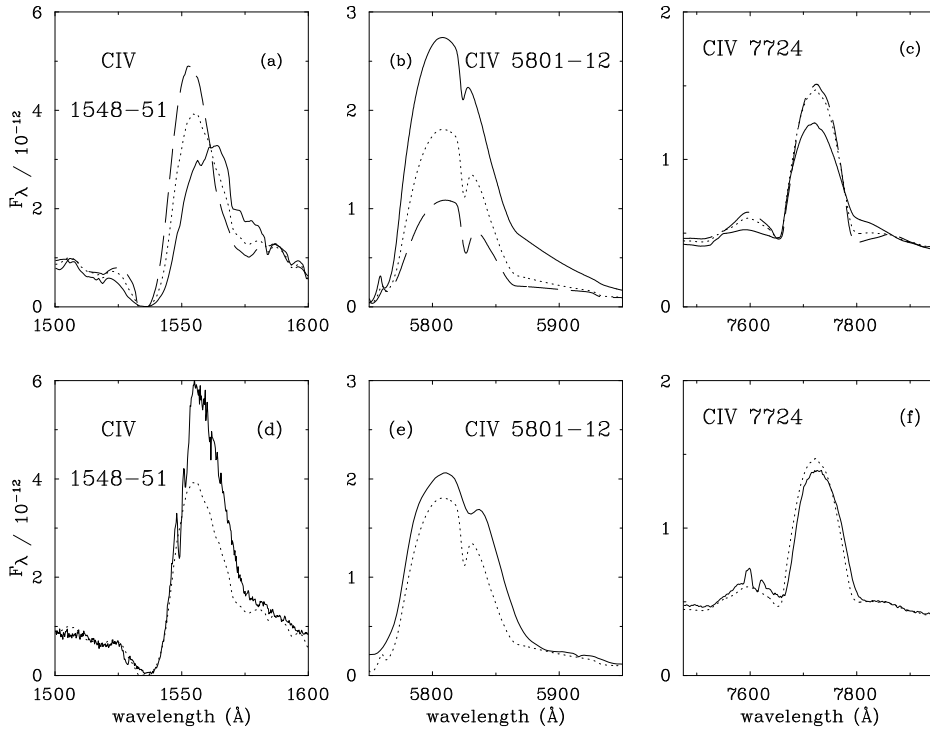 6
4
2
0
CIV
1548−51
(a)
1500
1550
1600
F_λ / 10^−12
3
2
1
0
(b)
CIV 5801−12
5800
5900
2
1
0
CIV 7724
(c)
7600
7800
6
4
2
0
CIV
1548−51
(d)
1500
1550
1600
F_λ / 10^−12
wavelength (Å)
3
2
1
0
(e)
CIV 5801−12
5800
5900
wavelength (Å)
2
1
0
CIV 7724
(f)
7600
7800
wavelength (Å)